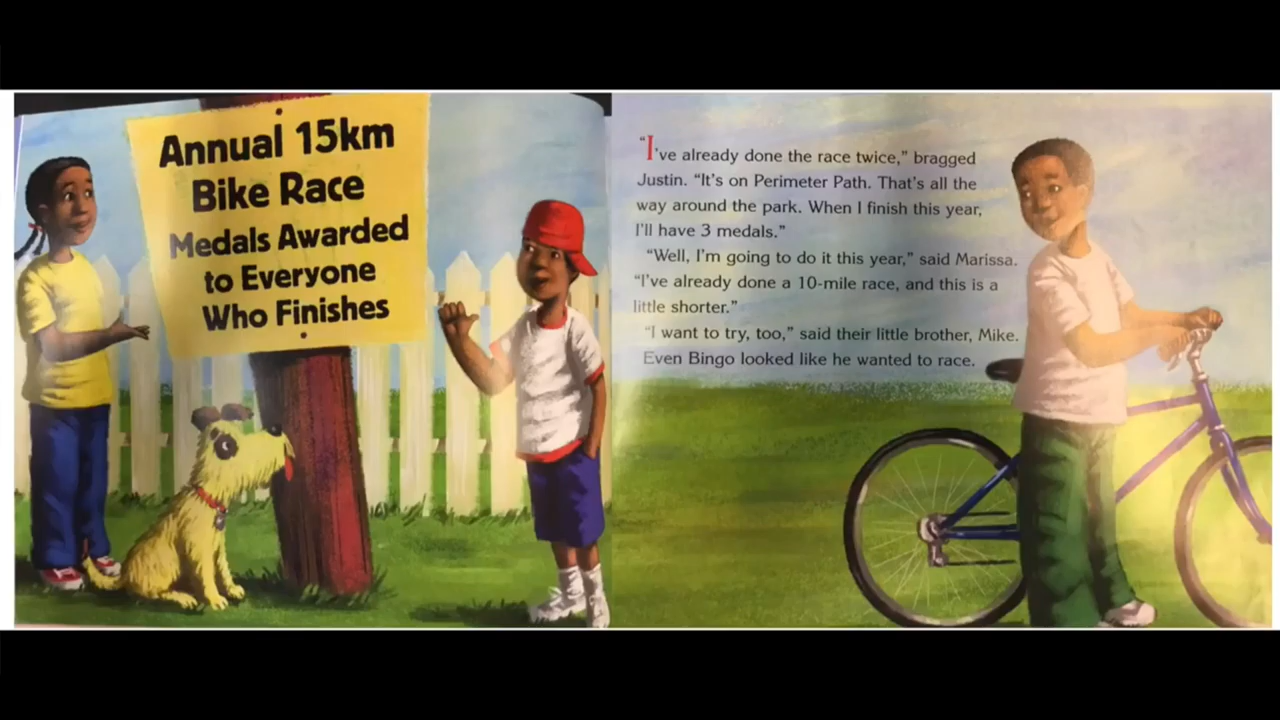 Annual 15km
Bike Race
Medals Awarded
to Everyone
Who Finishes
“I’ve already done the race twice,” bragged
Justin. “It’s on Perimeter Path. That’s all the
way around the park. When I finish this year,
I’ll have 3 medals.”
“Well, I’m going to do it this year,” said Marissa.
“I’ve already done a 10-mile race, and this is a
little shorter.”
“I want to try, too,” said their little brother, Mike.
Even Bingo looked like he wanted to race.